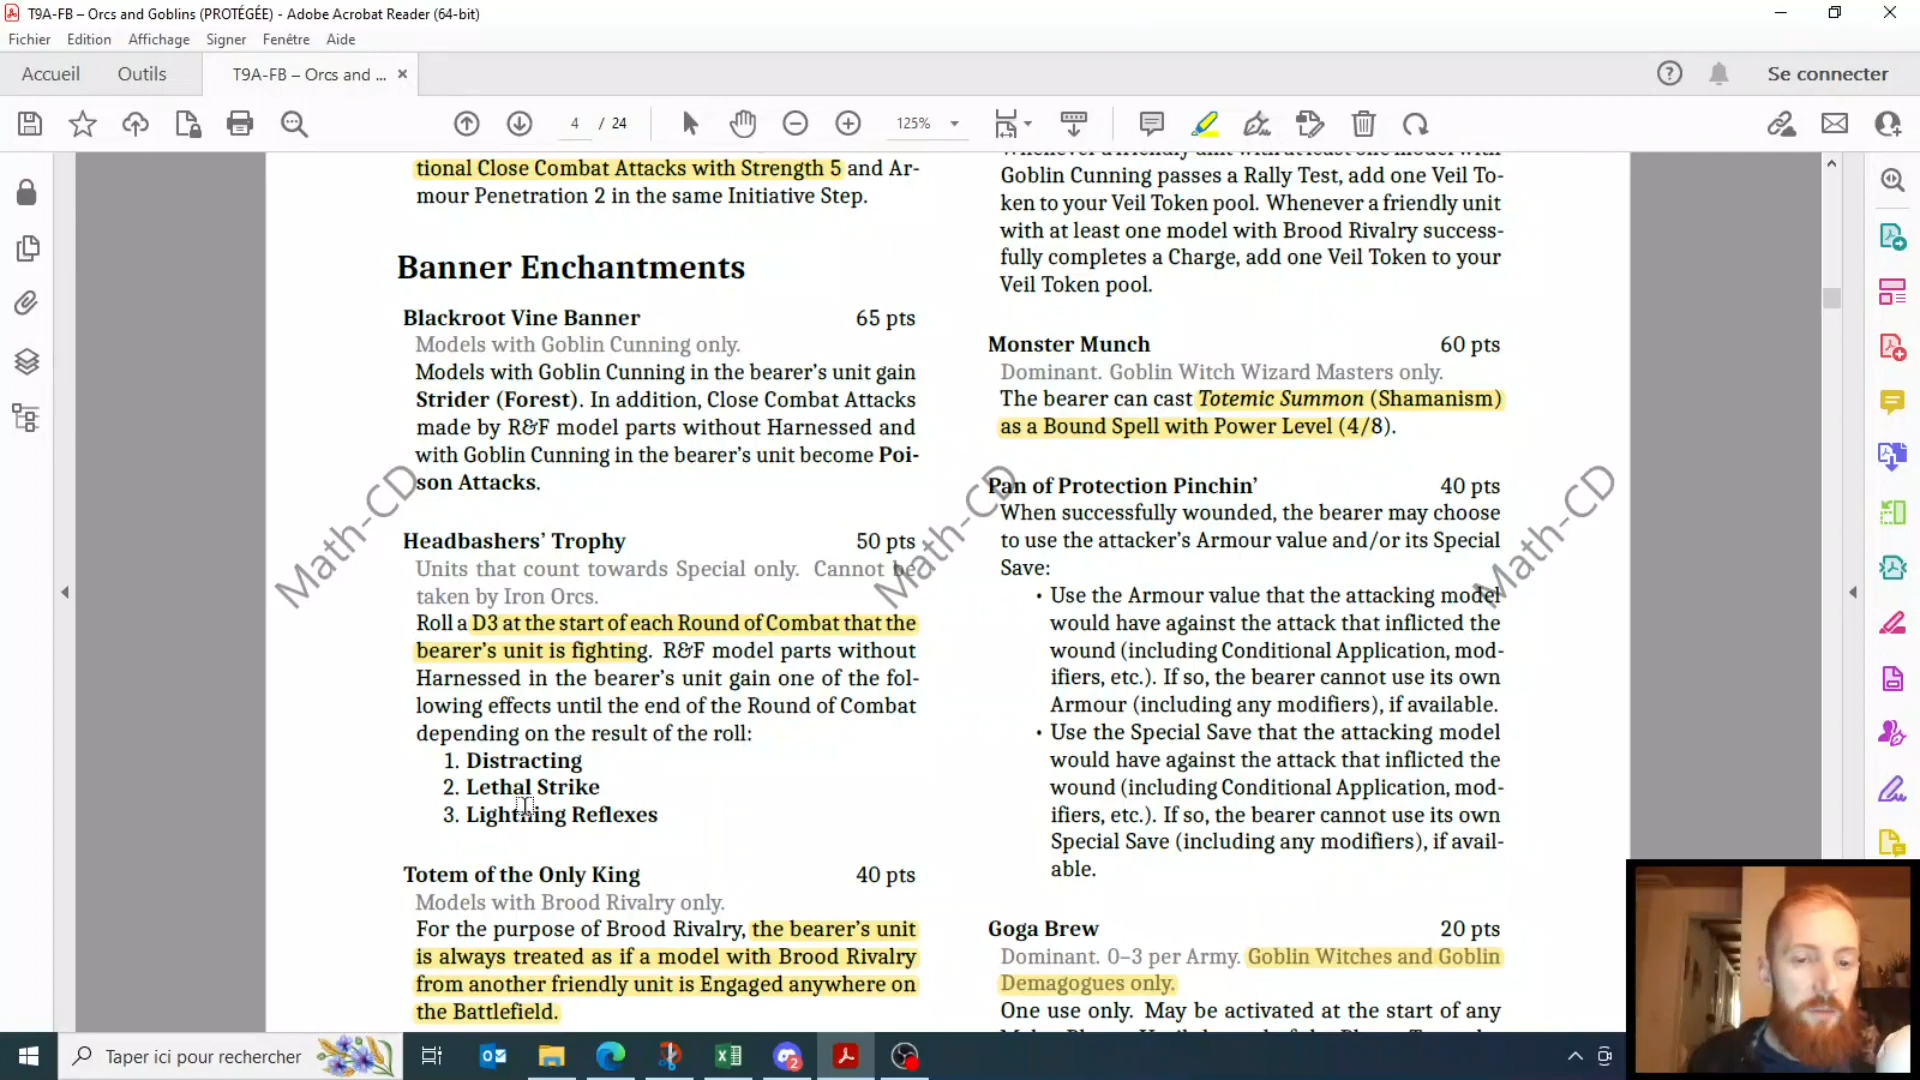 T9A-FB – Orcs and Goblins (PROTÉGÉE) - Adobe Acrobat Reader (64-bit)
Fichier Edition Affichage Signer Fenêtre Aide
Accueil Outils T9A-FB – Orcs and ... × Se connecter
4 / 24 125%
tional Close Combat Attacks with Strength 5 and Ar-
mour Penetration 2 in the same Initiative Step.
Banner Enchantments
Blackroot Vine Banner 65 pts
Models with Goblin Cunning only.
Models with Goblin Cunning in the bearer’s unit gain
Strider (Forest). In addition, Close Combat Attacks
made by R&F model parts without Harnessed and
with Goblin Cunning in the bearer’s unit become Poi-
son Attacks.
Headbashers’ Trophy 50 pts
Units that count towards Special only. Cannot be
taken by Iron Orcs.
Roll a D3 at the start of each Round of Combat that the
bearer’s unit is fighting. R&F model parts without
Harnessed in the bearer’s unit gain one of the fol-
lowing effects until the end of the Round of Combat
depending on the result of the roll:
1. Distracting
2. Lethal Strike
3. Lightning Reflexes
Totem of the Only King 40 pts
Models with Brood Rivalry only.
For the purpose of Brood Rivalry, the bearer’s unit
is always treated as if a model with Brood Rivalry
from another friendly unit is Engaged anywhere on
the Battlefield.
Whenever a friendly unit with at least one model with
Goblin Cunning passes a Rally Test, add one Veil To-
ken to your Veil Token pool. Whenever a friendly unit
with at least one model with Brood Rivalry success-
fully completes a Charge, add one Veil Token to your
Veil Token pool.
Monster Munch 60 pts
Dominant. Goblin Witch Wizard Masters only.
The bearer can cast Totemic Summon (Shamanism)
as a Bound Spell with Power Level (4/8).
Pan of Protection Pinchin’ 40 pts
When successfully wounded, the bearer may choose
to use the attacker’s Armour value and/or its Special
Save:
• Use the Armour value that the attacking model
would have against the attack that inflicted the
wound (including Conditional Application, mod-
ifiers, etc.). If so, the bearer cannot use its own
Armour (including any modifiers), if available.
• Use the Special Save that the attacking model
would have against the attack that inflicted the
wound (including Conditional Application, mod-
ifiers, etc.). If so, the bearer cannot use its own
Special Save (including any modifiers), if avail-
able.
Goga Brew 20 pts
Dominant. 0–3 per Army. Goblin Witches and Goblin
Demagogues only.
One use only. May be activated at the start of any
Math-CD
Math-CD
Math-CD
Taper ici pour rechercher
2